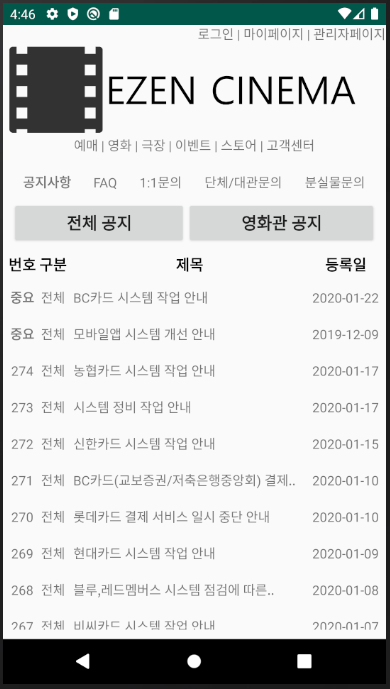 4:46
로그인 | 마이페이지 | 관리자페이지
EZEN CINEMA
예매 | 영화 | 극장 | 이벤트 | 스토어 | 고객센터
공지사항 FAQ 1:1문의 단체/대관문의 분실물문의
전체 공지 영화관 공지
번호 구분 제목 등록일
중요 전체 BC카드 시스템 작업 안내 2020-01-22
중요 전체 모바일앱 시스템 개선 안내 2019-12-09
274 전체 농협카드 시스템 작업 안내 2020-01-17
273 전체 시스템 정비 작업 안내 2020-01-17
272 전체 신한카드 시스템 작업 안내 2020-01-15
271 전체 BC카드(교보증권/저축은행중앙회) 결제.. 2020-01-10
270 전체 롯데카드 결제 서비스 일시 중단 안내 2020-01-10
269 전체 현대카드 시스템 작업 안내 2020-01-09
268 전체 블루,레드멤버스 시스템 점검에 따른.. 2020-01-08
267 전체 비씨카드 시스템 작업 안내 2020-01-07